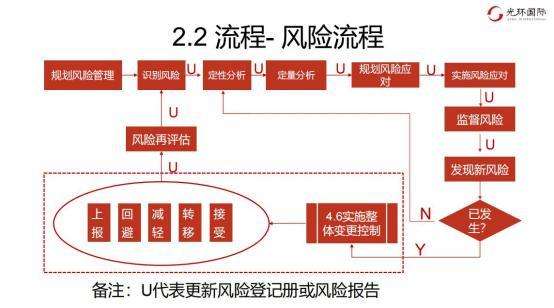 光环国际
2.2 流程- 风险流程
规划风险管理
识别风险
U
定性分析
U
定量分析
U
规划风险应
对
U
实施风险应对
U
监督风险
U
发现新风险
已发
生?
N
Y
4.6实施整
体变更控制
上报
回避
减轻
转移
接受
U
风险再评估
U
备注：U代表更新风险登记册或风险报告